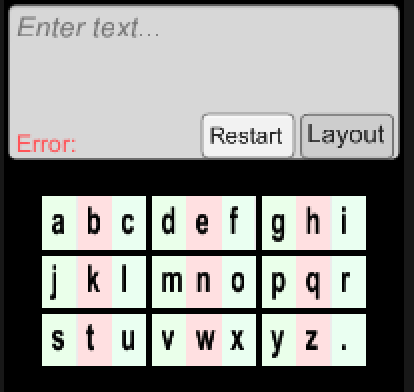 Enter text...
Error:
Restart
Layout
a b c d e f g h i
j k l m n o p q r
s t u v w x y z .